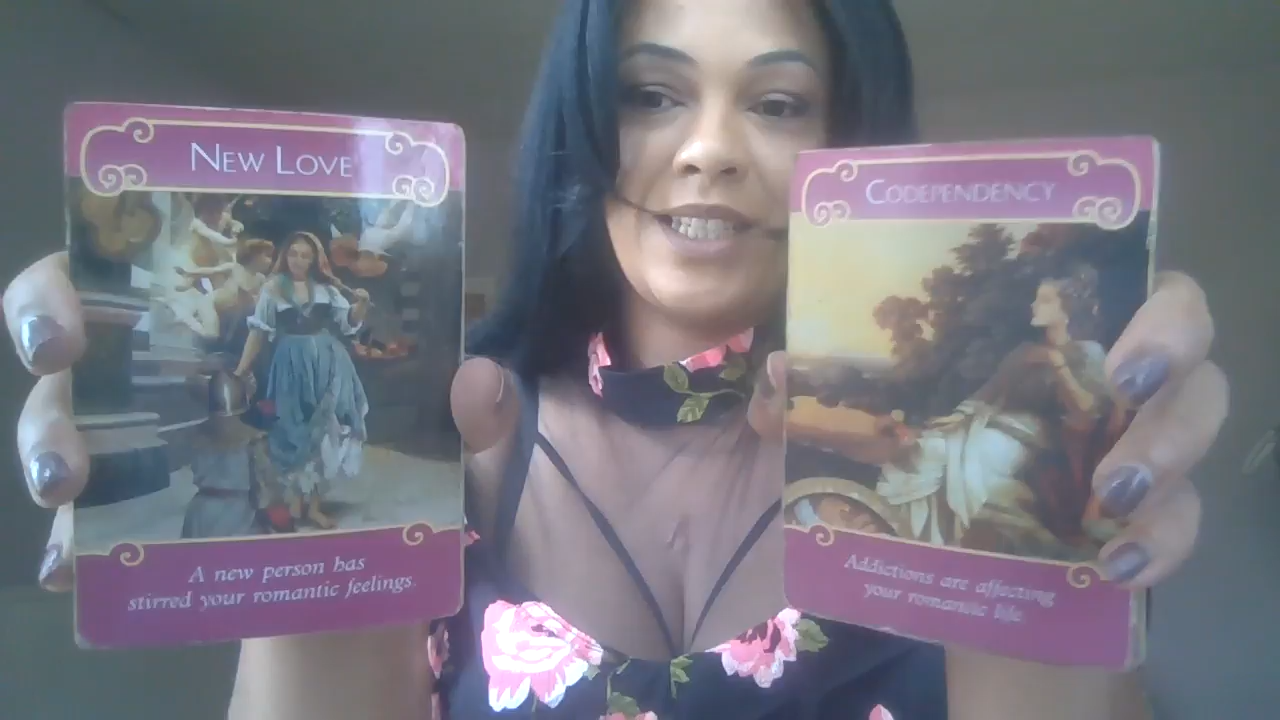 NEW LOVE
A new person has
stirred your romantic feelings.
CODEPENDENCY
Addictions are affecting
your romantic life.